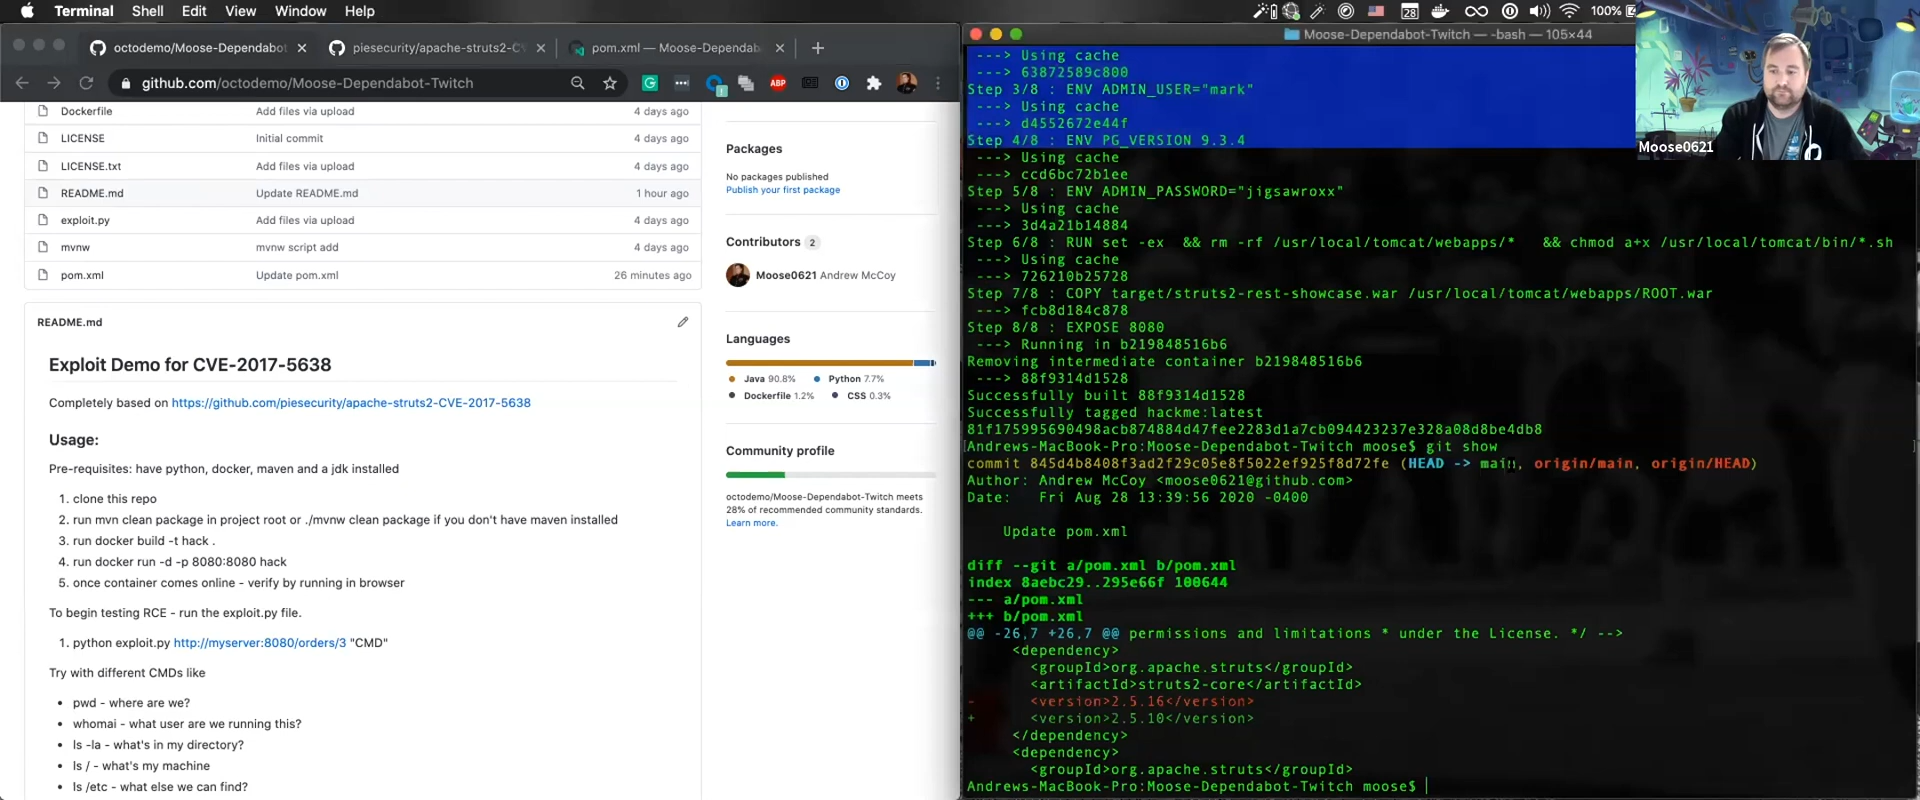 Terminal Shell Edit View Window Help
28 100%
octodemo/Moose-Dependabot
piesecurity/apache-struts2-CV
pom.xml — Moose-Dependab
github.com/octodemo/Moose-Dependabot-Twitch
ABP
Dockerfile Add files via upload 4 days ago
LICENSE Initial commit 4 days ago
LICENSE.txt Add files via upload 4 days ago
README.md Update README.md 1 hour ago
exploit.py Add files via upload 4 days ago
mvnw mvnw script add 4 days ago
pom.xml Update pom.xml 26 minutes ago
README.md
Exploit Demo for CVE-2017-5638
Completely based on https://github.com/piesecurity/apache-struts2-CVE-2017-5638
Usage:
Pre-requisites: have python, docker, maven and a jdk installed
1. clone this repo
2. run mvn clean package in project root or ./mvnw clean package if you don't have maven installed
3. run docker build -t hack .
4. run docker run -d -p 8080:8080 hack
5. once container comes online - verify by running in browser
To begin testing RCE - run the exploit.py file.
1. python exploit.py http://myserver:8080/orders/3 "CMD"
Try with different CMDs like
• pwd - where are we?
• whomai - what user are we running this?
• ls -la - what's in my directory?
• ls / - what's my machine
• ls /etc - what else we can find?
Packages
No packages published
Publish your first package
Contributors 2
Moose0621 Andrew McCoy
Languages
Java 90.8% Python 7.7%
Dockerfile 1.2% CSS 0.3%
Community profile
octodemo/Moose-Dependabot-Twitch meets
28% of recommended community standards.
Learn more.
Moose-Dependabot-Twitch — -bash — 105×44
---> Using cache
---> 63872589c800
Step 3/8 : ENV ADMIN_USER="mark"
---> Using cache
---> d4552672e44f
Step 4/8 : ENV PG_VERSION 9.3.4
---> Using cache
---> ccd6bc72b1ee
Step 5/8 : ENV ADMIN_PASSWORD="jigsawroxx"
---> Using cache
---> 3d4a21b14884
Step 6/8 : RUN set -ex && rm -rf /usr/local/tomcat/webapps/* && chmod a+x /usr/local/tomcat/bin/*.sh
---> Using cache
---> 726210b25728
Step 7/8 : COPY target/struts2-rest-showcase.war /usr/local/tomcat/webapps/ROOT.war
---> fcb8d184c878
Step 8/8 : EXPOSE 8080
---> Running in b219848516b6
Removing intermediate container b219848516b6
---> 88f9314d1528
Successfully built 88f9314d1528
Successfully tagged hackme:latest
81f175995690498acb874884d47fee2283d1a7cb094423237e328a08d8be4db8
Andrews-MacBook-Pro:Moose-Dependabot-Twitch moose$ git show
commit 845d4b8408f3ad2f29c05e8f5022ef925f8d72fe (HEAD -> main, origin/main, origin/HEAD)
Author: Andrew McCoy <moose0621@github.com>
Date: Fri Aug 28 13:39:56 2020 -0400
Update pom.xml
diff --git a/pom.xml b/pom.xml
index 8aebc29..295e66f 100644
--- a/pom.xml
+++ b/pom.xml
@@ -26,7 +26,7 @@ permissions and limitations * under the License. */ -->
<dependency>
<groupId>org.apache.struts</groupId>
<artifactId>struts2-core</artifactId>
- <version>2.5.16</version>
+ <version>2.5.10</version>
</dependency>
<dependency>
<groupId>org.apache.struts</groupId>
Andrews-MacBook-Pro:Moose-Dependabot-Twitch moose$
Moose0621